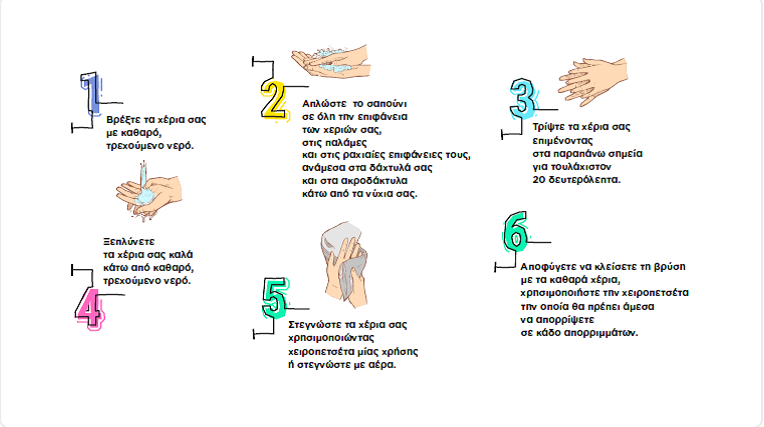 1
Βρέξτε τα χέρια σας
με καθαρό,
τρεχούμενο νερό.
2
Απλώστε το σαπούνι
σε όλη την επιφάνεια
των χεριών σας,
στις παλάμες
και στις ραχιαίες επιφάνειες τους,
ανάμεσα στα δάχτυλά σας
και στα ακροδάκτυλα
κάτω από τα νύχια σας.
3
Τρίψτε τα χέρια σας
επιμένοντας
στα παραπάνω σημεία
για τουλάχιστον
20 δευτερόλεπτα.
4
Ξεπλύνετε
τα χέρια σας καλά
κάτω από καθαρό,
τρεχούμενο νερό.
5
Στεγνώστε τα χέρια σας
χρησιμοποιώντας
χειροπετσέτα μίας χρήσης
ή στεγνώστε με αέρα.
6
Αποφύγετε να κλείσετε τη βρύση
με τα καθαρά χέρια,
χρησιμοποιήστε την χειροπετσέτα
την οποία θα πρέπει άμεσα
να απορρίψετε
σε κάδο απορριμμάτων.